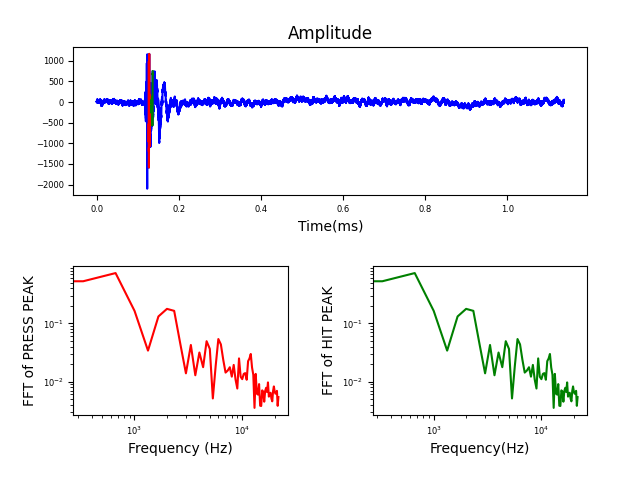 Amplitude
1000
500
0
−500
−1000
−1500
−2000
0.0 0.2 0.4 0.6 0.8 1.0
Time(ms)
FFT of PRESS PEAK
10⁻¹
10⁻²
10³ 10⁴
Frequency (Hz)
FFT of HIT PEAK
10⁻¹
10⁻²
10³ 10⁴
Frequency(Hz)